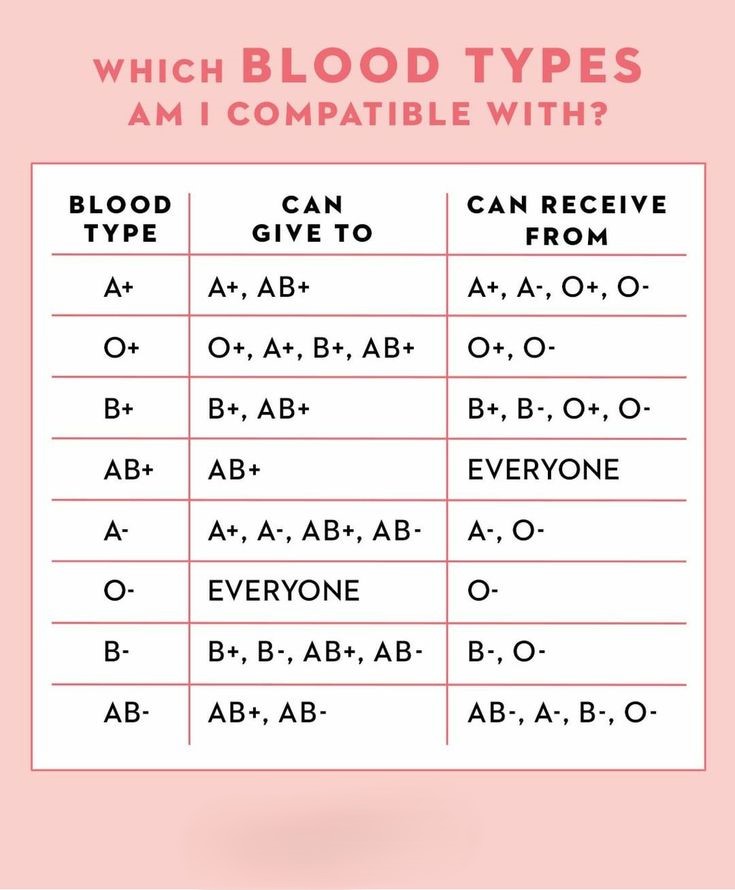 WHICH BLOOD TYPES
AM I COMPATIBLE WITH?
BLOOD TYPE CAN GIVE TO CAN RECEIVE FROM
A+ A+, AB+ A+, A-, O+, O-
O+ O+, A+, B+, AB+ O+, O-
B+ B+, AB+ B+, B-, O+, O-
AB+ AB+ EVERYONE
A- A+, A-, AB+, AB- A-, O-
O- EVERYONE O-
B- B+, B-, AB+, AB- B-, O-
AB- AB+, AB- AB-, A-, B-, O-